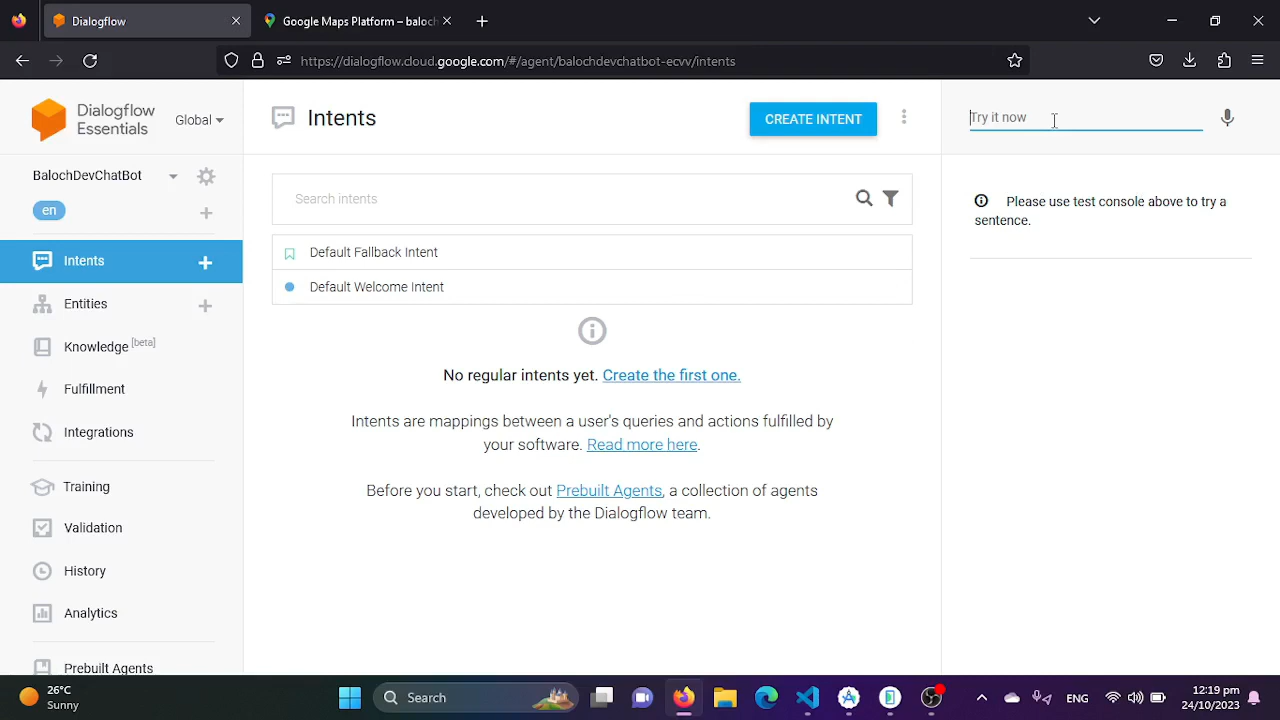 Dialogflow
Google Maps Platform – baloch
https://dialogflow.cloud.google.com/#/agent/balochdevchatbot-ecvv/intents
Dialogflow
Essentials
Global
Intents
CREATE INTENT
Try it now
BalochDevChatBot
en
Search intents
Please use test console above to try a
sentence.
Intents
Default Fallback Intent
Default Welcome Intent
Entities
Knowledge [beta]
No regular intents yet. Create the first one.
Fulfillment
Intents are mappings between a user's queries and actions fulfilled by
your software. Read more here.
Integrations
Before you start, check out Prebuilt Agents, a collection of agents
developed by the Dialogflow team.
Training
Validation
History
Analytics
Prebuilt Agents
26°C
Sunny
Search
ENG
12:19 pm
24/10/2023